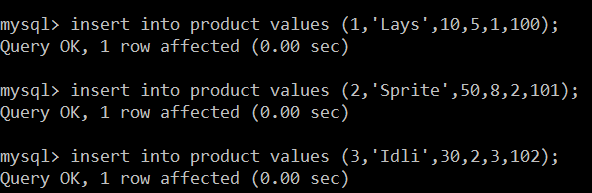 mysql> insert into product values (1,'Lays',10,5,1,100);
Query OK, 1 row affected (0.00 sec)
mysql> insert into product values (2,'Sprite',50,8,2,101);
Query OK, 1 row affected (0.00 sec)
mysql> insert into product values (3,'Idli',30,2,3,102);
Query OK, 1 row affected (0.00 sec)